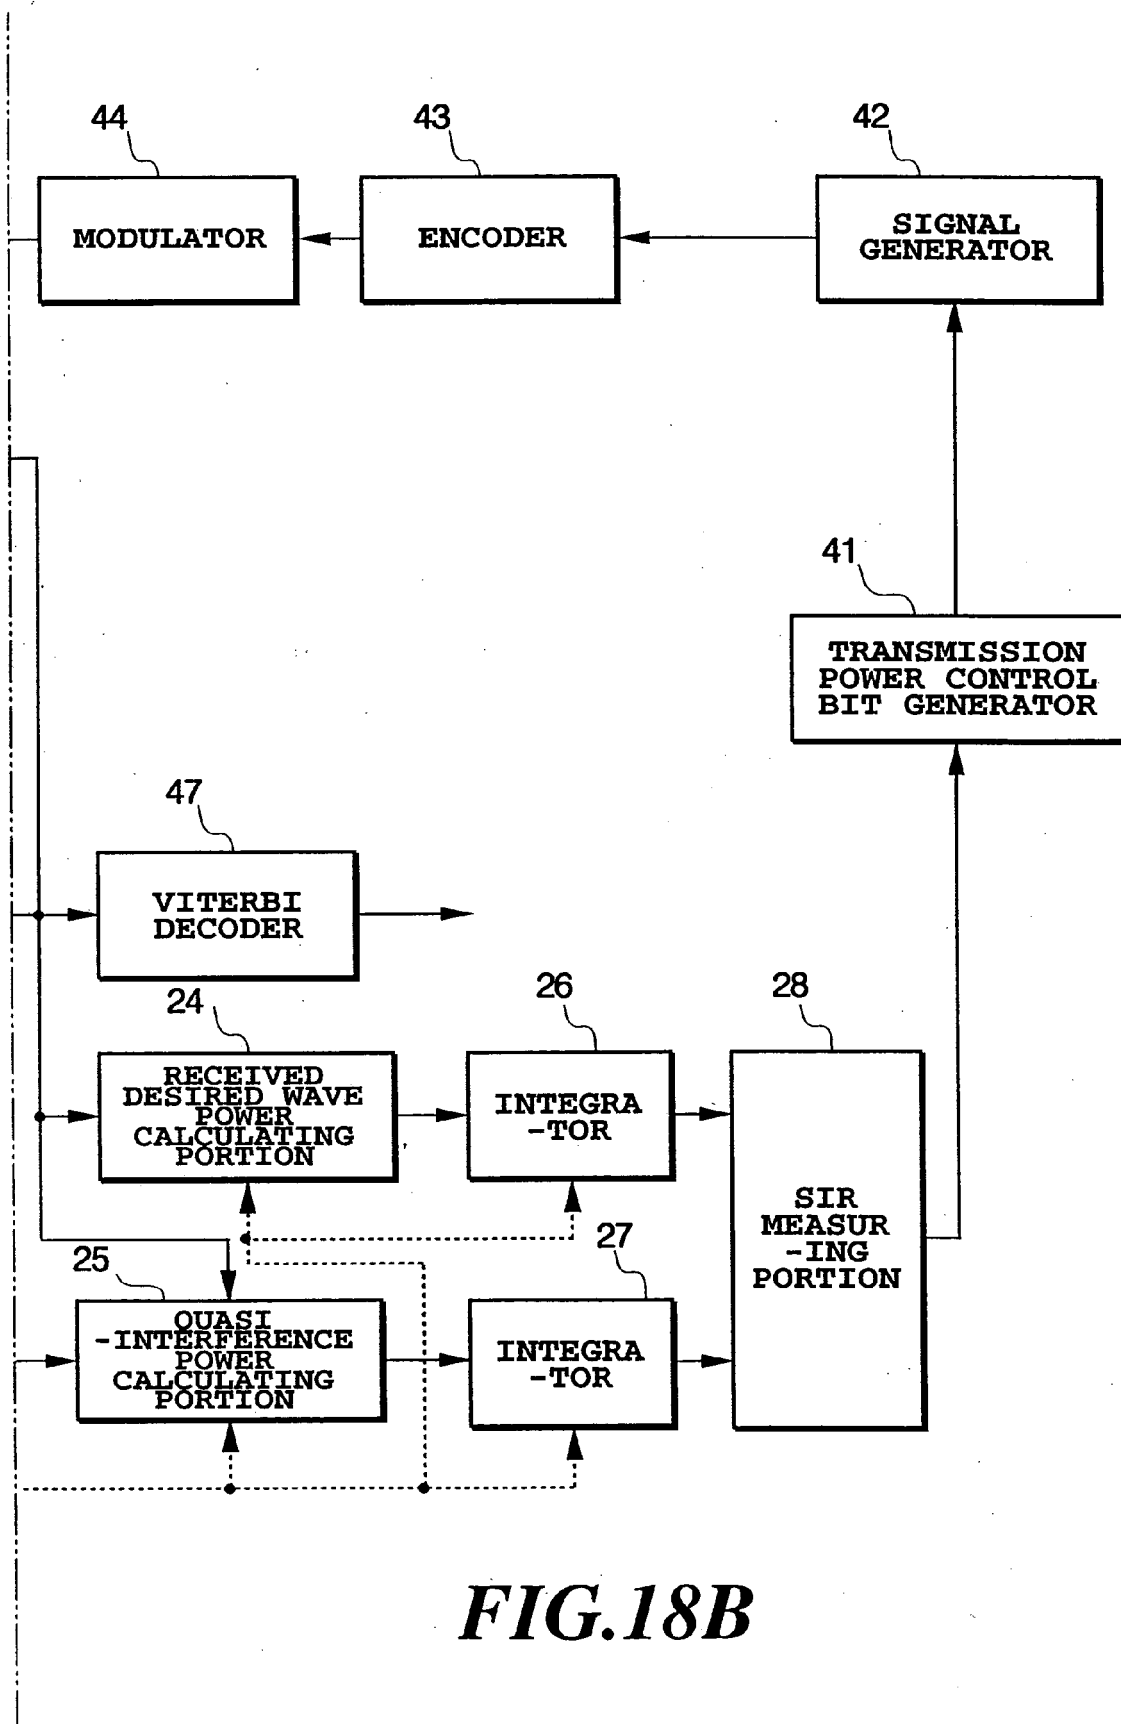 44
43
42
MODULATOR
ENCODER
SIGNAL
GENERATOR
41
TRANSMISSION
POWER CONTROL
BIT GENERATOR
47
VITERBI
DECODER
24
26
28
RECEIVED
DESIRED WAVE
POWER
CALCULATING
PORTION
INTEGRA
-TOR
SIR
MEASUR
-ING
PORTION
25
27
QUASI
-INTERFERENCE
POWER
CALCULATING
PORTION
INTEGRA
-TOR
FIG.18B